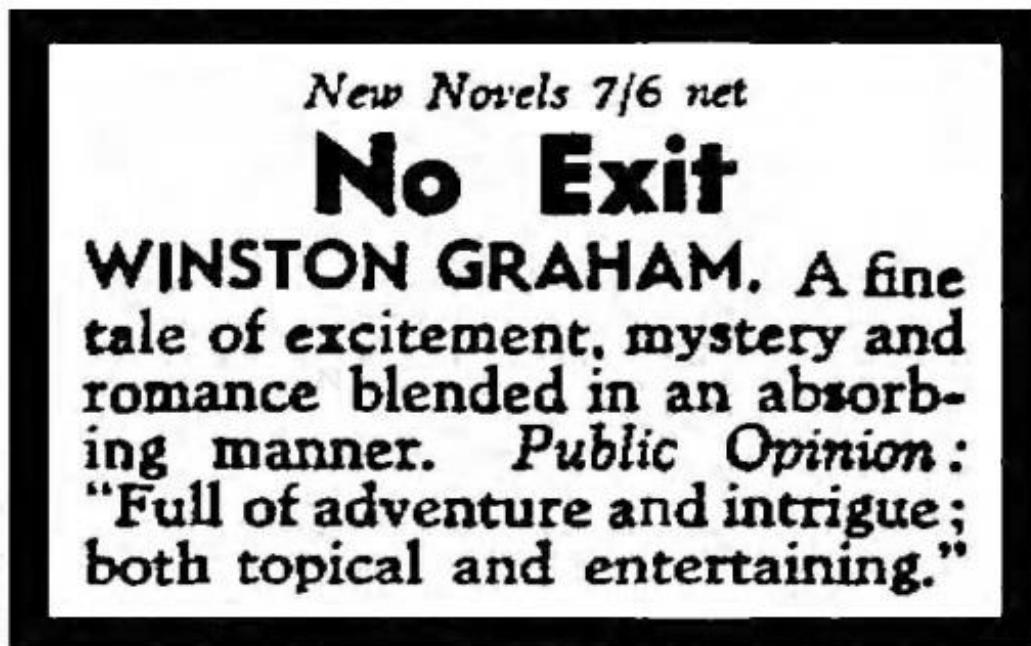 New Novels 7/6 net
No Exit
WINSTON GRAHAM. A fine
tale of excitement, mystery and
romance blended in an absorb-
ing manner. Public Opinion:
“Full of adventure and intrigue;
both topical and entertaining.”